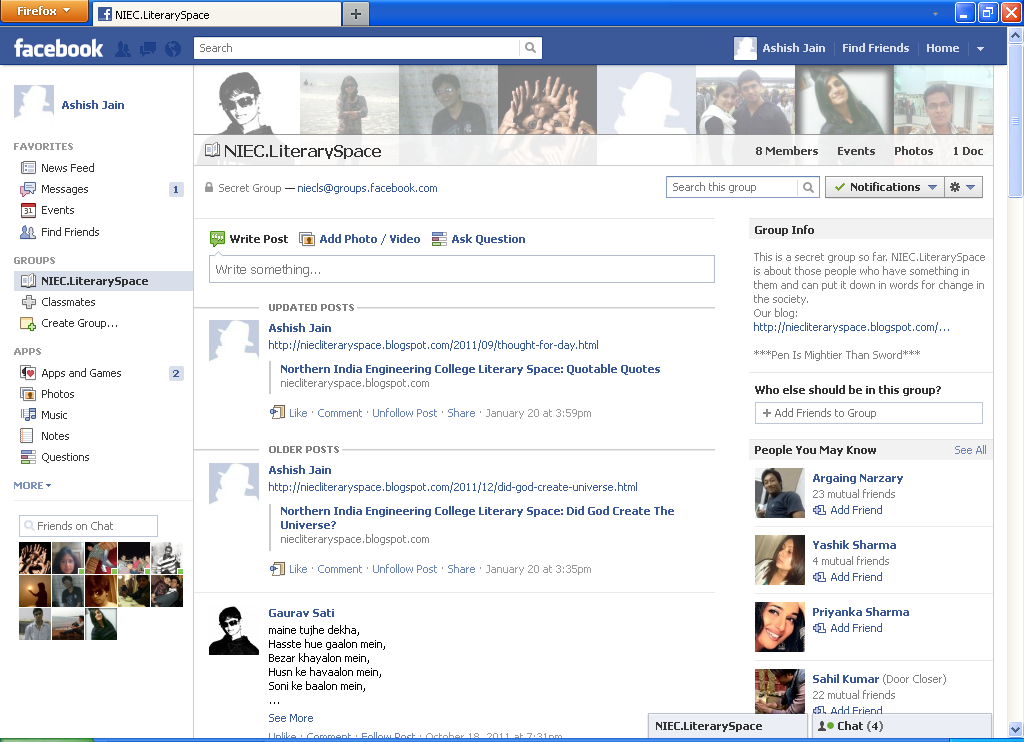 Firefox
NIEC.LiterarySpace
facebook
Search
Ashish Jain
Find Friends
Home
Ashish Jain
FAVORITES
News Feed
Messages 1
Events
Find Friends
GROUPS
NIEC.LiterarySpace
Classmates
Create Group...
APPS
Apps and Games 2
Photos
Music
Notes
Questions
MORE
Friends on Chat
NIEC.LiterarySpace
8 Members Events Photos 1 Doc
Secret Group — niecls@groups.facebook.com
Search this group
Notifications
Write Post Add Photo / Video Ask Question
Write something...
UPDATED POSTS
Ashish Jain
http://niecliteraryspace.blogspot.com/2011/09/thought-for-day.html
Northern India Engineering College Literary Space: Quotable Quotes
niecliteraryspace.blogspot.com
Like · Comment · Unfollow Post · Share · January 20 at 3:59pm
OLDER POSTS
Ashish Jain
http://niecliteraryspace.blogspot.com/2011/12/did-god-create-universe.html
Northern India Engineering College Literary Space: Did God Create The
Universe?
niecliteraryspace.blogspot.com
Like · Comment · Unfollow Post · Share · January 20 at 3:35pm
Gaurav Sati
maine tujhe dekha,
Hasste hue gaalon mein,
Bezar khayalon mein,
Husn ke havaalon mein,
Soni ke baalon mein,
...
See More
Unlike · Comment · Follow Post · October 18, 2011 at 7:31pm
Group Info
This is a secret group so far. NIEC.LiterarySpace
is about those people who have something in
them and can put it down in words for change in
the society.
Our blog:
http://niecliteraryspace.blogspot.com/...
***Pen Is Mightier Than Sword***
Who else should be in this group?
+ Add Friends to Group
People You May Know See All
Argaing Narzary
23 mutual friends
Add Friend
Yashik Sharma
4 mutual friends
Add Friend
Priyanka Sharma
Add Friend
Sahil Kumar (Door Closer)
22 mutual friends
Add Friend
NIEC.LiterarySpace
Chat (4)